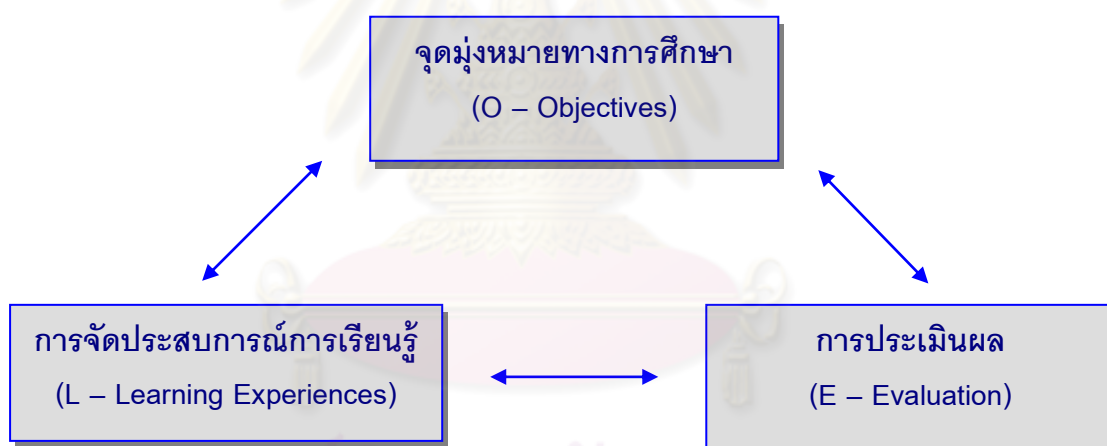 จุดมุ่งหมายทางการศึกษา
(O – Objectives)
การจัดประสบการณ์การเรียนรู้
(L – Learning Experiences)
การประเมินผล
(E – Evaluation)